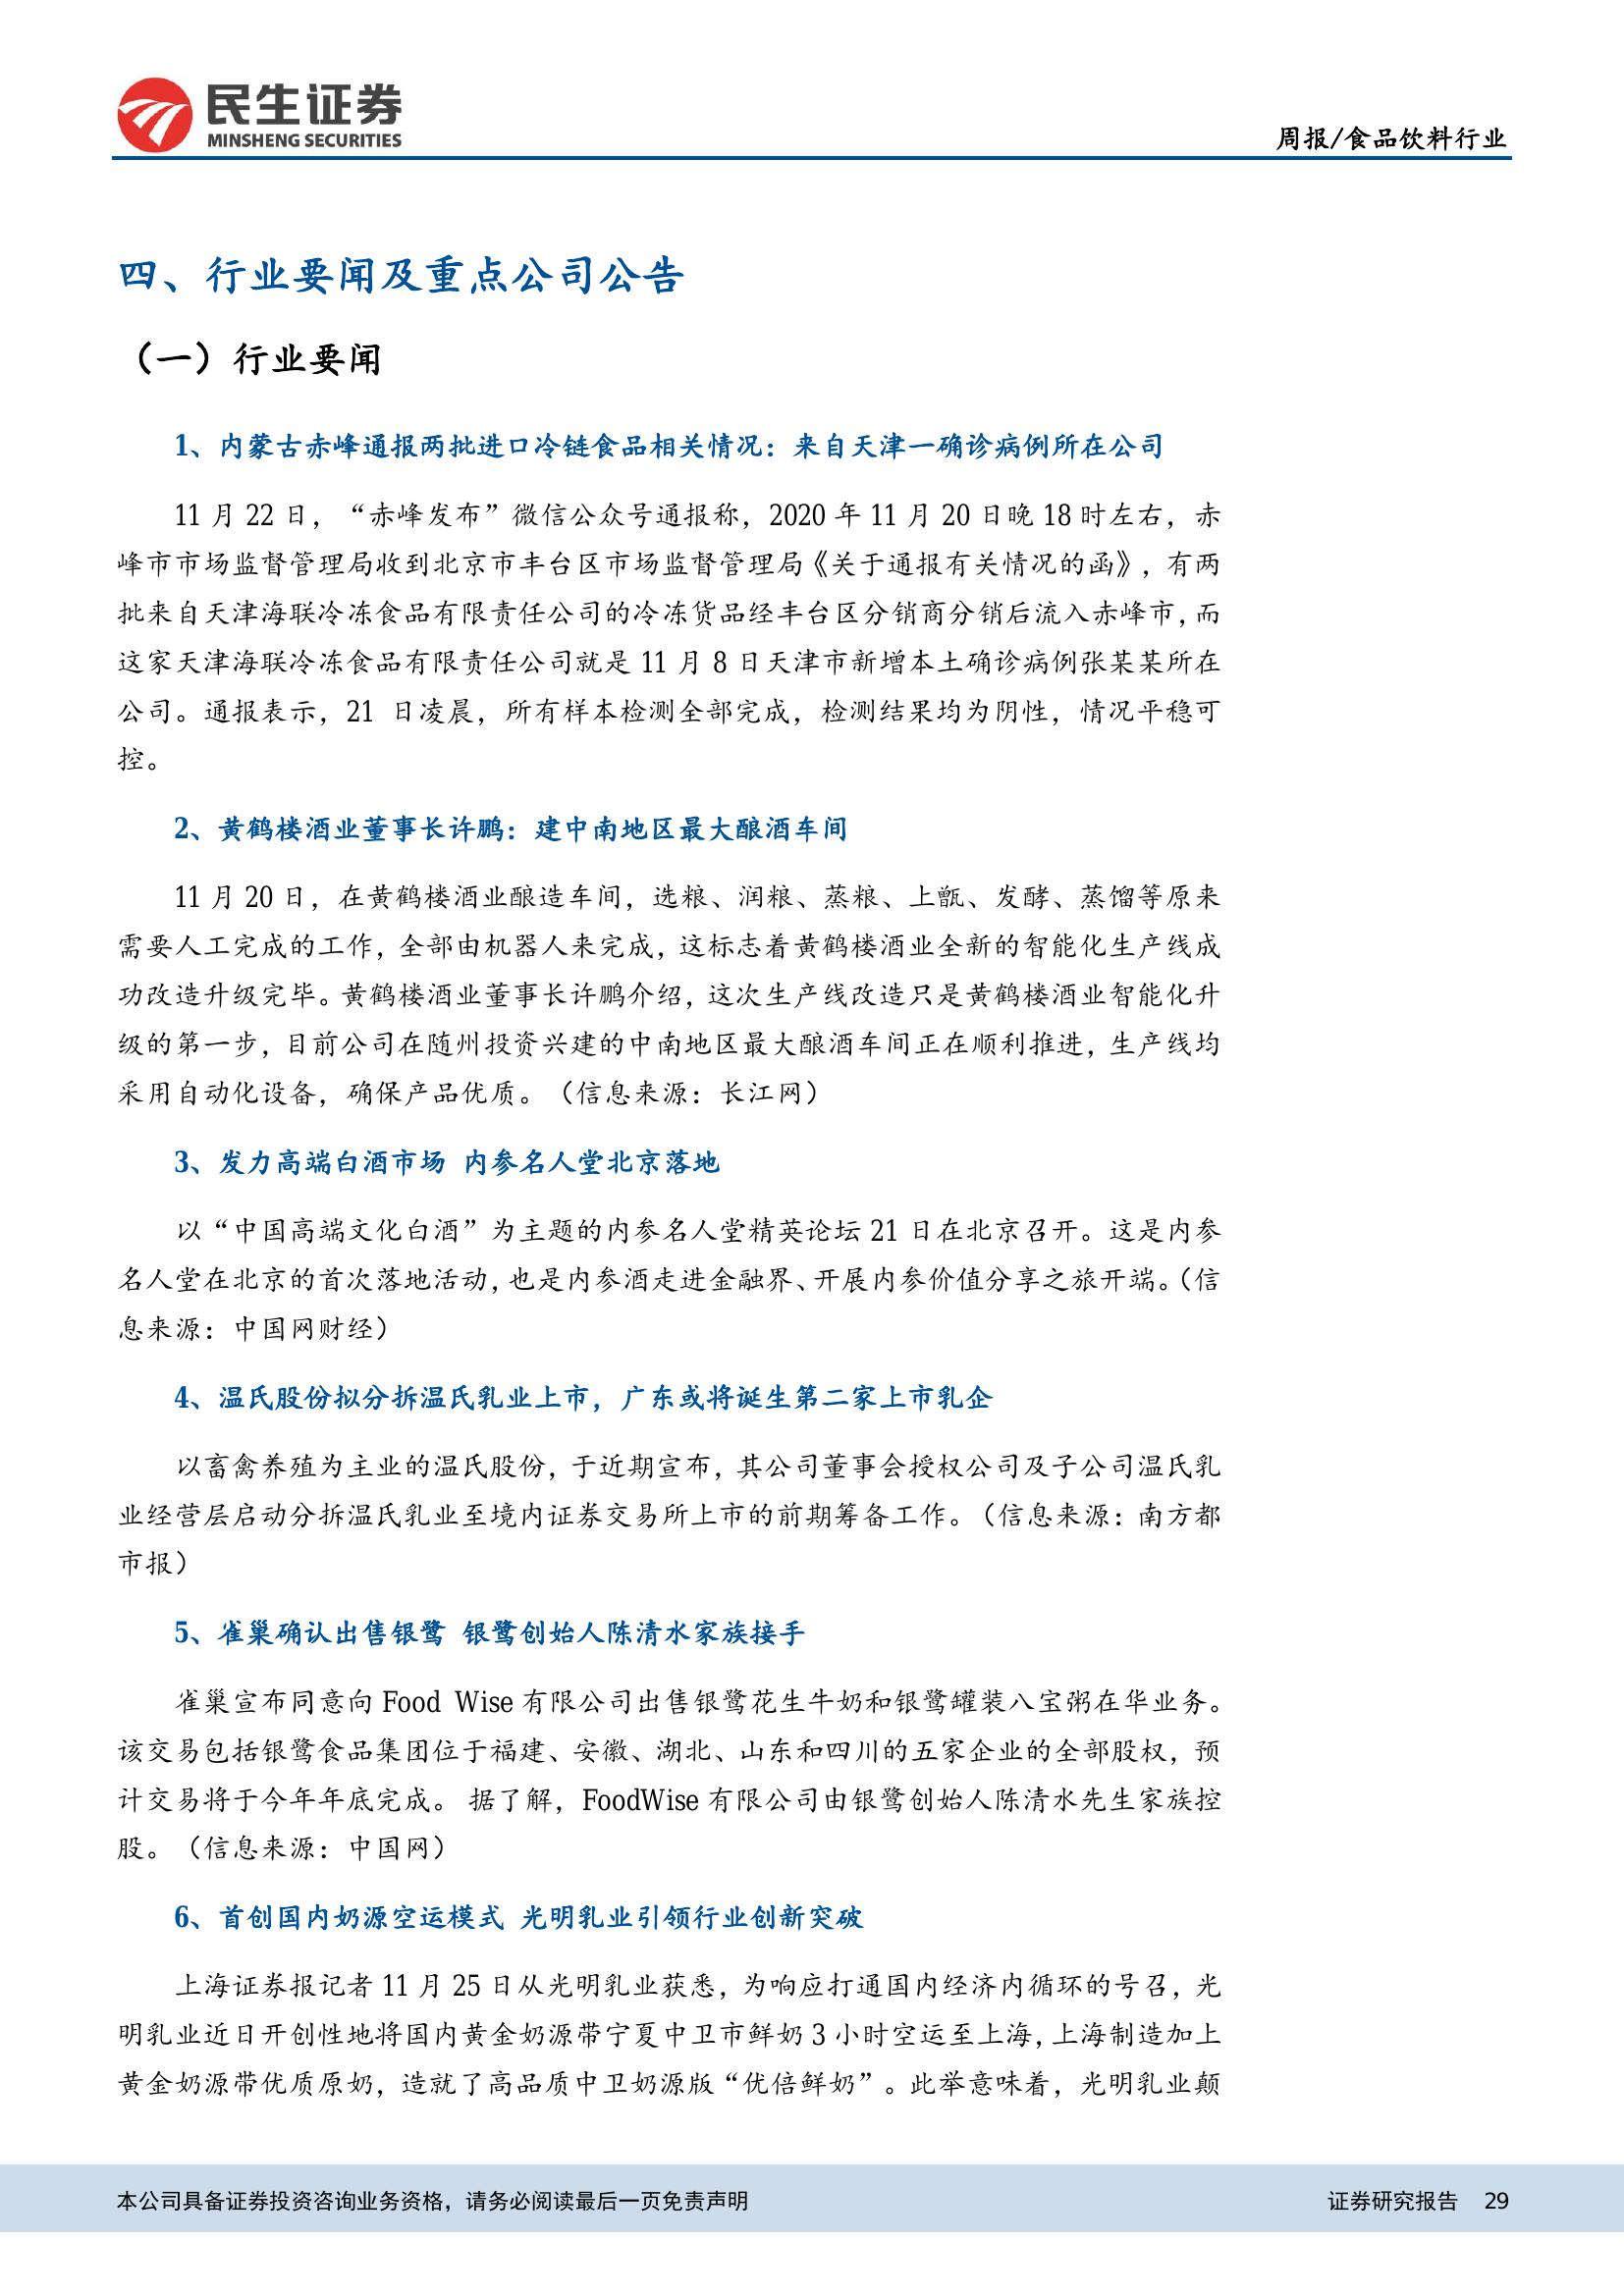 民生证券
MINSHENG SECURITIES
周报/食品饮料行业
四、行业要闻及重点公司公告
（一）行业要闻
1、内蒙古赤峰通报两批进口冷链食品相关情况：来自天津一确诊病例所在公司
11 月 22 日，“赤峰发布”微信公众号通报称，2020 年 11 月 20 日晚 18 时左右，赤
峰市市场监督管理局收到北京市丰台区市场监督管理局《关于通报有关情况的函》，有两
批来自天津海联冷冻食品有限责任公司的冷冻货品经丰台区分销商分销后流入赤峰市，而
这家天津海联冷冻食品有限责任公司就是 11 月 8 日天津市新增本土确诊病例张某某所在
公司。通报表示，21 日凌晨，所有样本检测全部完成，检测结果均为阴性，情况平稳可
控。
2、黄鹤楼酒业董事长许鹏：建中南地区最大酿酒车间
11 月 20 日，在黄鹤楼酒业酿造车间，选粮、润粮、蒸粮、上甑、发酵、蒸馏等原来
需要人工完成的工作，全部由机器人来完成，这标志着黄鹤楼酒业全新的智能化生产线成
功改造升级完毕。黄鹤楼酒业董事长许鹏介绍，这次生产线改造只是黄鹤楼酒业智能化升
级的第一步，目前公司在随州投资兴建的中南地区最大酿酒车间正在顺利推进，生产线均
采用自动化设备，确保产品优质。（信息来源：长江网）
3、发力高端白酒市场 内参名人堂北京落地
以“中国高端文化白酒”为主题的内参名人堂精英论坛 21 日在北京召开。这是内参
名人堂在北京的首次落地活动，也是内参酒走进金融界、开展内参价值分享之旅开端。（信
息来源：中国网财经）
4、温氏股份拟分拆温氏乳业上市，广东或将诞生第二家上市乳企
以畜禽养殖为主业的温氏股份，于近期宣布，其公司董事会授权公司及子公司温氏乳
业经营层启动分拆温氏乳业至境内证券交易所上市的前期筹备工作。（信息来源：南方都
市报）
5、雀巢确认出售银鹭 银鹭创始人陈清水家族接手
雀巢宣布同意向 Food Wise 有限公司出售银鹭花生牛奶和银鹭罐装八宝粥在华业务。
该交易包括银鹭食品集团位于福建、安徽、湖北、山东和四川的五家企业的全部股权，预
计交易将于今年年底完成。 据了解，FoodWise 有限公司由银鹭创始人陈清水先生家族控
股。（信息来源：中国网）
6、首创国内奶源空运模式 光明乳业引领行业创新突破
上海证券报记者 11 月 25 日从光明乳业获悉，为响应打通国内经济内循环的号召，光
明乳业近日开创性地将国内黄金奶源带宁夏中卫市鲜奶 3 小时空运至上海，上海制造加上
黄金奶源带优质原奶，造就了高品质中卫奶源版“优倍鲜奶”。此举意味着，光明乳业颠
本公司具备证券投资咨询业务资格，请务必阅读最后一页免责声明
证券研究报告 29